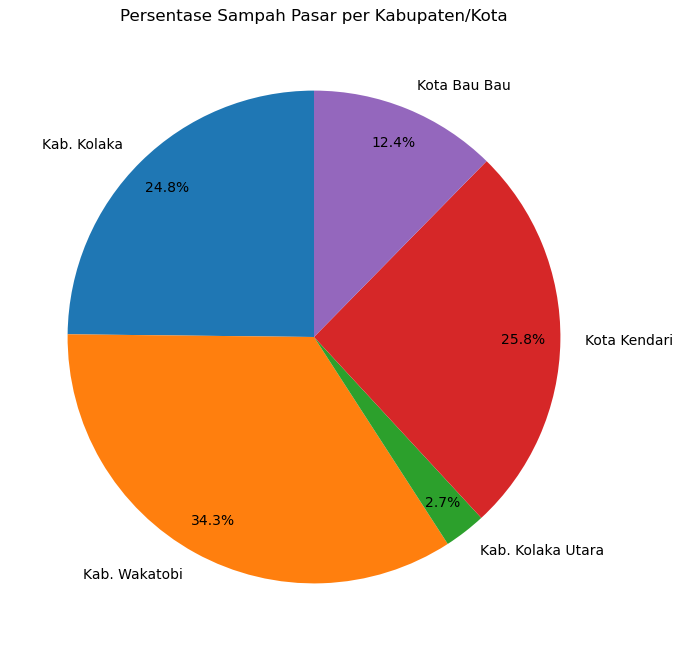 Persentase Sampah Pasar per Kabupaten/Kota
Kota Bau Bau
12.4%
Kab. Kolaka
24.8%
25.8%
Kota Kendari
2.7%
34.3%
Kab. Kolaka Utara
Kab. Wakatobi